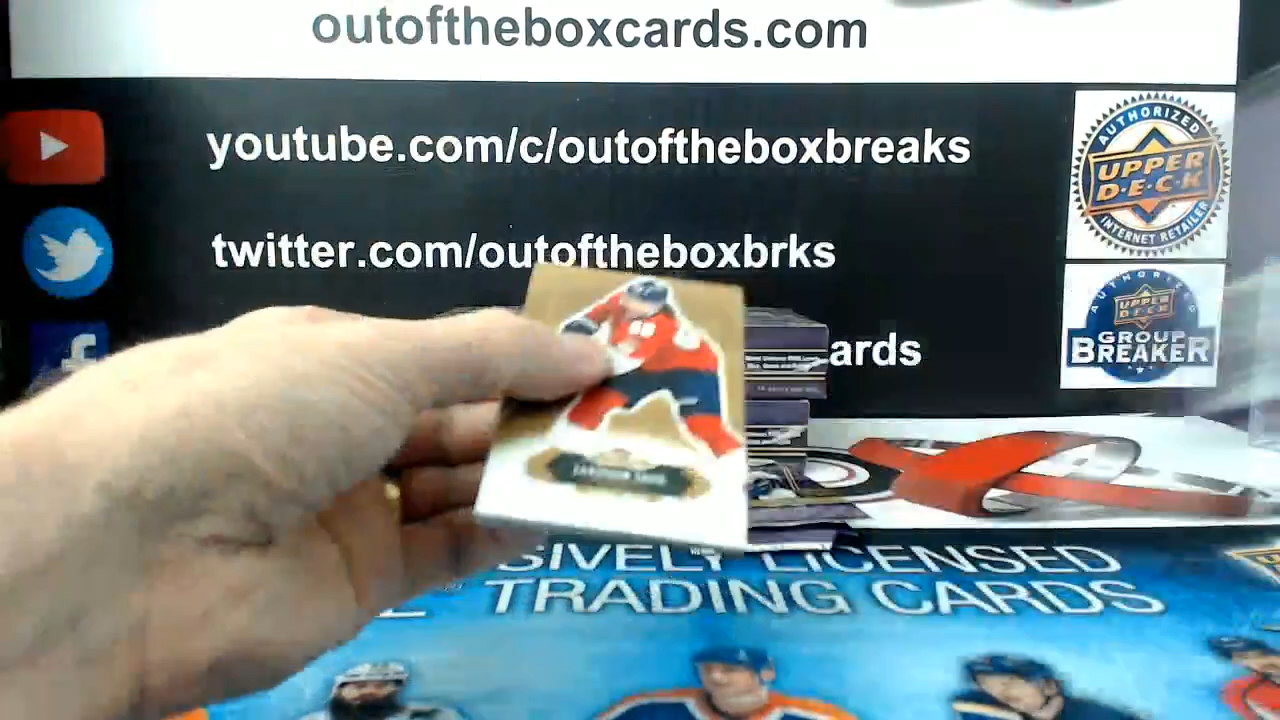 outoftheboxcards.com
youtube.com/c/outoftheboxbreaks
twitter.com/outoftheboxbrks
ards
AUTHORIZED
UPPER
D·E·C·K
INTERNET RETAILER
AUTHORIZED
UPPER
DECK
GROUP
BREAKER
SIVELY LICENSED
TRADING CARDS